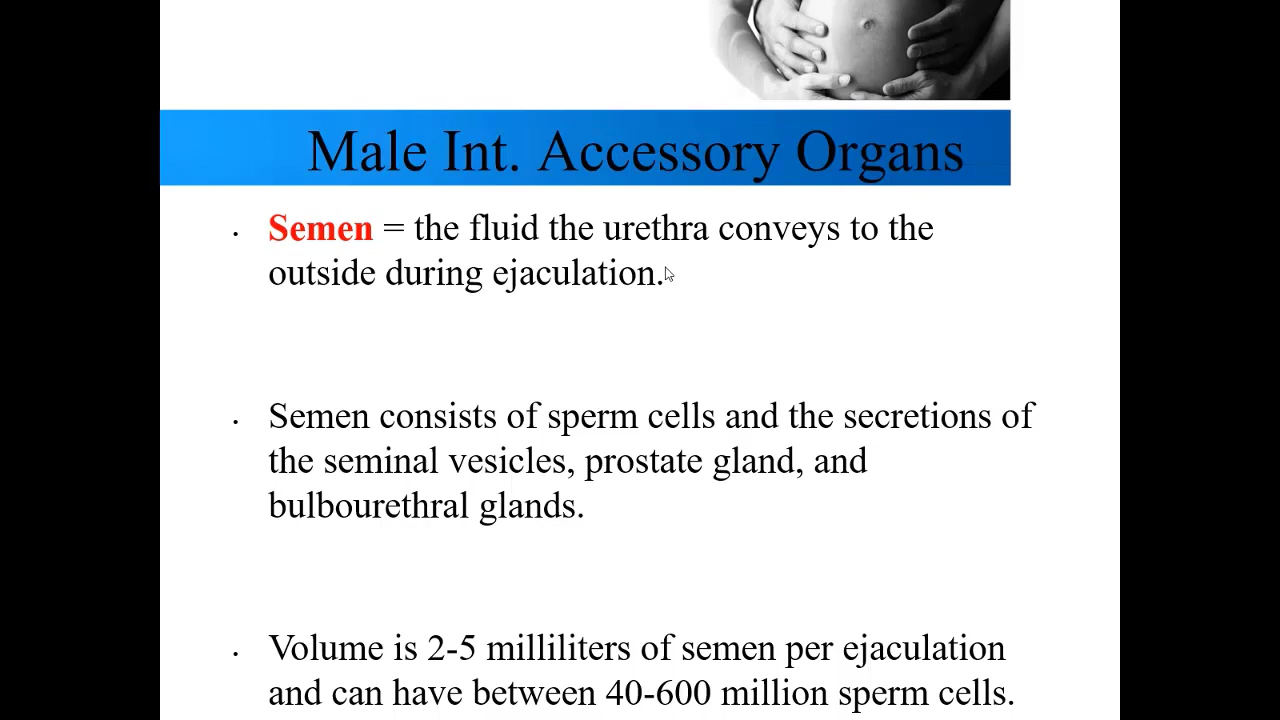 Male Int. Accessory Organs
• Semen = the fluid the urethra conveys to the
outside during ejaculation.
• Semen consists of sperm cells and the secretions of
the seminal vesicles, prostate gland, and
bulbourethral glands.
• Volume is 2-5 milliliters of semen per ejaculation
and can have between 40-600 million sperm cells.